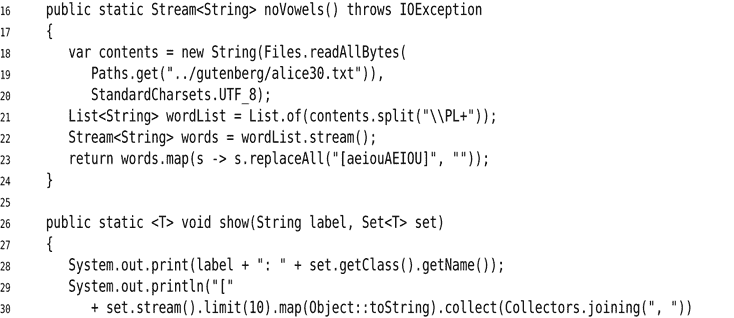 16 public static Stream<String> noVowels() throws IOException
17 {
18 var contents = new String(Files.readAllBytes(
19 Paths.get("../gutenberg/alice30.txt")),
20 StandardCharsets.UTF_8);
21 List<String> wordList = List.of(contents.split("\\PL+"));
22 Stream<String> words = wordList.stream();
23 return words.map(s -> s.replaceAll("[aeiouAEIOU]", ""));
24 }
25
26 public static <T> void show(String label, Set<T> set)
27 {
28 System.out.print(label + ": " + set.getClass().getName());
29 System.out.println("["
30 + set.stream().limit(10).map(Object::toString).collect(Collectors.joining(", "))